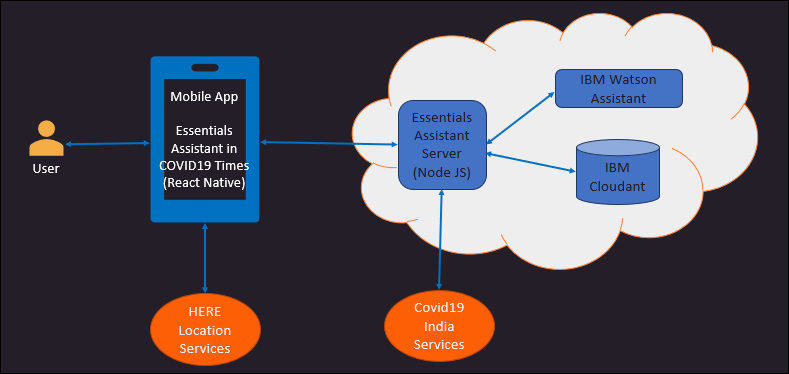 User
Mobile App
Essentials
Assistant in
COVID19 Times
(React Native)
Essentials
Assistant
Server
(Node JS)
IBM Watson
Assistant
IBM
Cloudant
HERE
Location
Services
Covid19
India
Services